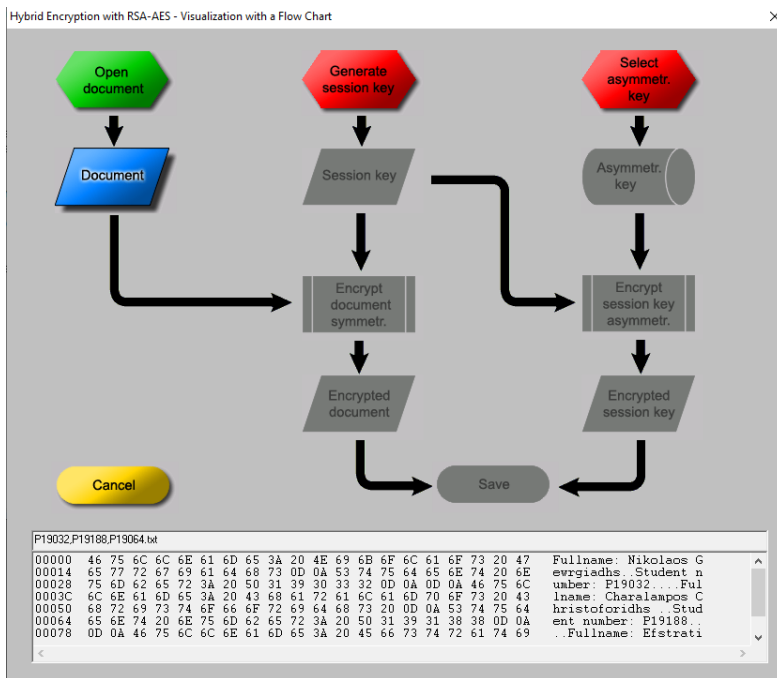 Hybrid Encryption with RSA-AES - Visualization with a Flow Chart
Open
document
Generate
session key
Select
asymmetr.
key
Document
Session key
Asymmetr.
key
Encrypt
document
symmetr.
Encrypt
session key
asymmetr.
Encrypted
document
Encrypted
session key
Cancel
Save
P19032,P19188,P19064.txt
00000 46 75 6C 6C 6E 61 6D 65 3A 20 4E 69 6B 6F 6C 61 6F 73 20 47 Fullname: Nikolaos G
00014 65 77 72 67 69 61 64 68 73 0D 0A 53 74 75 64 65 6E 74 20 6E ewrgiadhs..Student n
00028 75 6D 62 65 72 3A 20 50 31 39 30 33 32 0D 0A 0D 0A 46 75 6C umber: P19032....Ful
0003C 6C 6E 61 6D 65 3A 20 43 68 61 72 61 6C 61 6D 70 6F 73 20 43 lname: Charalampos C
00050 68 72 69 73 74 6F 66 6F 72 69 64 68 73 20 0D 0A 53 74 75 64 hristoforidhs ..Stud
00064 65 6E 74 20 6E 75 6D 62 65 72 3A 20 50 31 39 31 38 38 0D 0A ent number: P19188..
00078 0D 0A 46 75 6C 6C 6E 61 6D 65 3A 20 45 66 73 74 72 61 74 69 ..Fullname: Efstrati